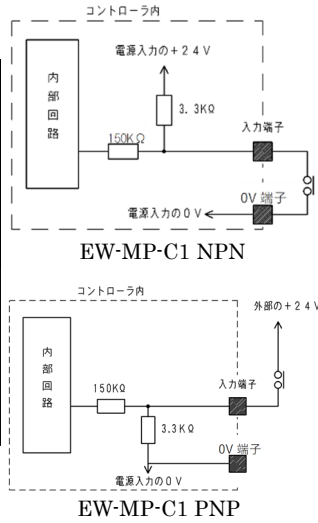 コントローラ内
電源入力の＋２４Ｖ
内部回路
３．３ＫΩ
150KΩ
入力端子
0V 端子
電源入力の０Ｖ
EW-MP-C1 NPN
コントローラ内
外部の＋２４Ｖ
内部回路
１５０ＫΩ
入力端子
３．３ＫΩ
0V 端子
電源入力の０Ｖ
EW-MP-C1 PNP